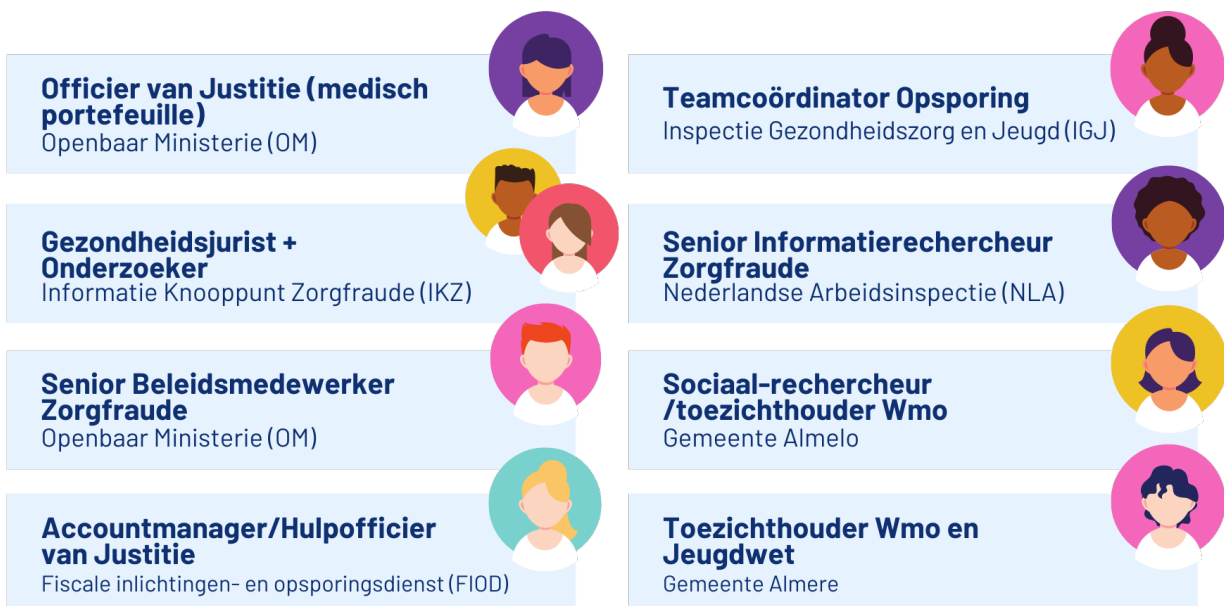 Officier van Justitie (medisch
portefeuille)
Openbaar Ministerie (OM)
Teamcoördinator Opsporing
Inspectie Gezondheidszorg en Jeugd (IGJ)
Gezondheidsjurist +
Onderzoeker
Informatie Knooppunt Zorgfraude (IKZ)
Senior Informatierechercheur
Zorgfraude
Nederlandse Arbeidsinspectie (NLA)
Senior Beleidsmedewerker
Zorgfraude
Openbaar Ministerie (OM)
Sociaal-rechercheur
/toezichthouder Wmo
Gemeente Almelo
Accountmanager/Hulpofficier
van Justitie
Fiscale inlichtingen- en opsporingsdienst (FIOD)
Toezichthouder Wmo en
Jeugdwet
Gemeente Almere